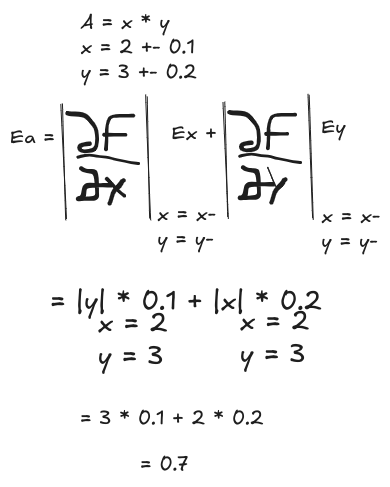 A = x * y
x = 2 +- 0.1
y = 3 +- 0.2
Ea = |∂F/∂x| Ex + |∂F/∂y| Ey
x = x- x = x-
y = y- y = y-
= |y| * 0.1 + |x| * 0.2
x = 2 x = 2
y = 3 y = 3
= 3 * 0.1 + 2 * 0.2
= 0.7